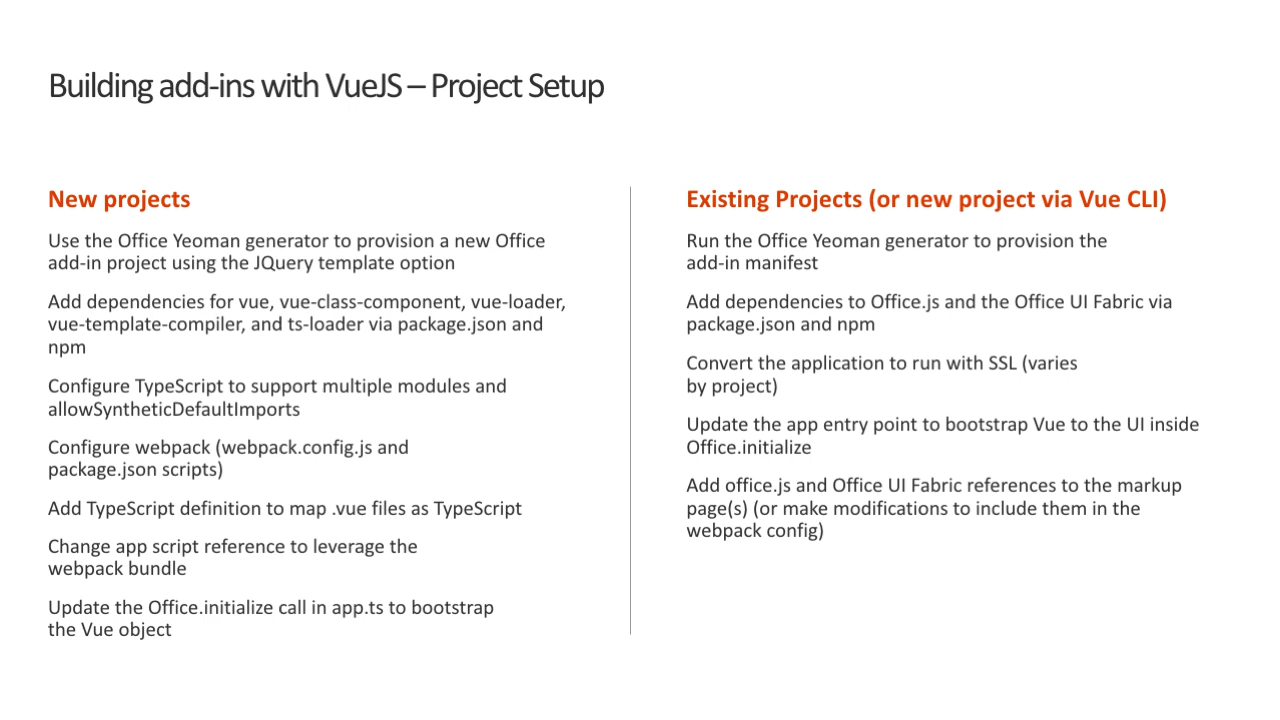 Building add-ins with VueJS – Project Setup
New projects
Use the Office Yeoman generator to provision a new Office
add-in project using the JQuery template option
Add dependencies for vue, vue-class-component, vue-loader,
vue-template-compiler, and ts-loader via package.json and
npm
Configure TypeScript to support multiple modules and
allowSyntheticDefaultImports
Configure webpack (webpack.config.js and
package.json scripts)
Add TypeScript definition to map .vue files as TypeScript
Change app script reference to leverage the
webpack bundle
Update the Office.initialize call in app.ts to bootstrap
the Vue object
Existing Projects (or new project via Vue CLI)
Run the Office Yeoman generator to provision the
add-in manifest
Add dependencies to Office.js and the Office UI Fabric via
package.json and npm
Convert the application to run with SSL (varies
by project)
Update the app entry point to bootstrap Vue to the UI inside
Office.initialize
Add office.js and Office UI Fabric references to the markup
page(s) (or make modifications to include them in the
webpack config)